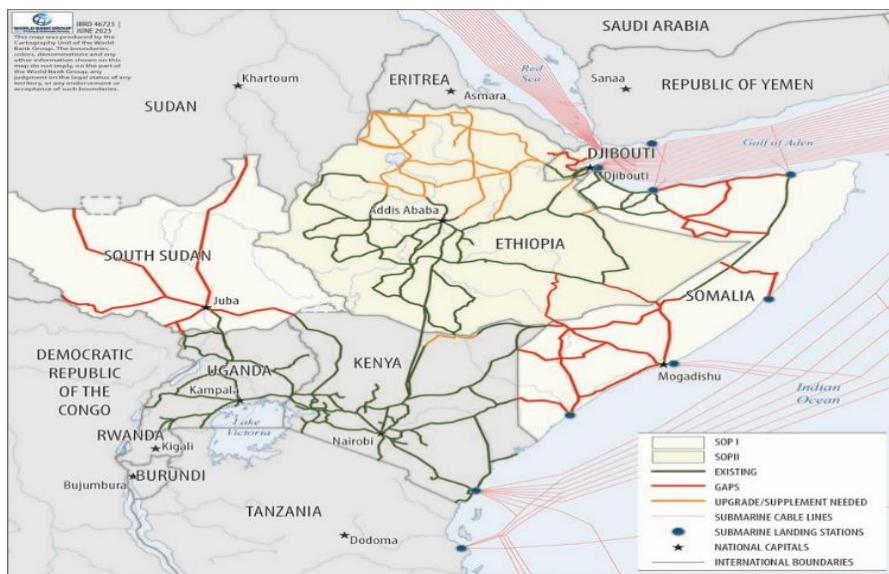 WORLD BANK GROUP
IBRD 46723 |
JUNE 2023
This map was produced by the
Cartography Unit of the World
Bank Group. The boundaries,
colors, denominations and any
other information shown on this
map do not imply, on the part of
the World Bank Group, any
judgment on the legal status of any
territory, or any endorsement or
acceptance of such boundaries.
SAUDI ARABIA
Red
Sea
Sanaa
REPUBLIC OF YEMEN
Khartoum
ERITREA
Asmara
SUDAN
Gulf of Aden
DJIBOUTI
Djibouti
Addis Ababa
ETHIOPIA
SOUTH SUDAN
Juba
SOMALIA
DEMOCRATIC
REPUBLIC
OF THE
CONGO
UGANDA
KENYA
Kampala
Mogadishu
Indian
Ocean
Lake
Victoria
Nairobi
RWANDA
Kigali
BURUNDI
Bujumbura
TANZANIA
Dodoma
SOP I
SOPII
EXISTING
GAPS
UPGRADE/SUPPLEMENT NEEDED
SUBMARINE CABLE LINES
SUBMARINE LANDING STATIONS
NATIONAL CAPITALS
INTERNATIONAL BOUNDARIES